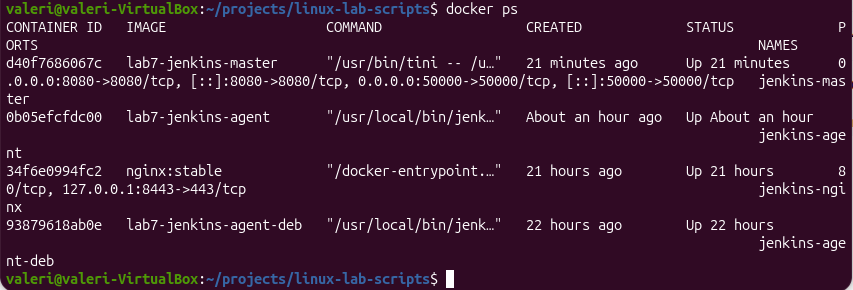 valeri@valeri-VirtualBox:~/projects/linux-lab-scripts$ docker ps
CONTAINER ID   IMAGE                    COMMAND                  CREATED             STATUS             P
ORTS                                                                                          NAMES
d40f7686067c   lab7-jenkins-master      "/usr/bin/tini -- /u…"   21 minutes ago      Up 21 minutes      0
.0.0.0:8080->8080/tcp, [::]:8080->8080/tcp, 0.0.0.0:50000->50000/tcp, [::]:50000->50000/tcp   jenkins-mas
ter
0b05efcfdc00   lab7-jenkins-agent       "/usr/local/bin/jenk…"   About an hour ago   Up About an hour
                                                                                              jenkins-age
nt
34f6e0994fc2   nginx:stable             "/docker-entrypoint.…"   21 hours ago        Up 21 hours        8
0/tcp, 127.0.0.1:8443->443/tcp                                                                jenkins-ngi
nx
93879618ab0e   lab7-jenkins-agent-deb   "/usr/local/bin/jenk…"   22 hours ago        Up 22 hours
                                                                                              jenkins-age
nt-deb
valeri@valeri-VirtualBox:~/projects/linux-lab-scripts$